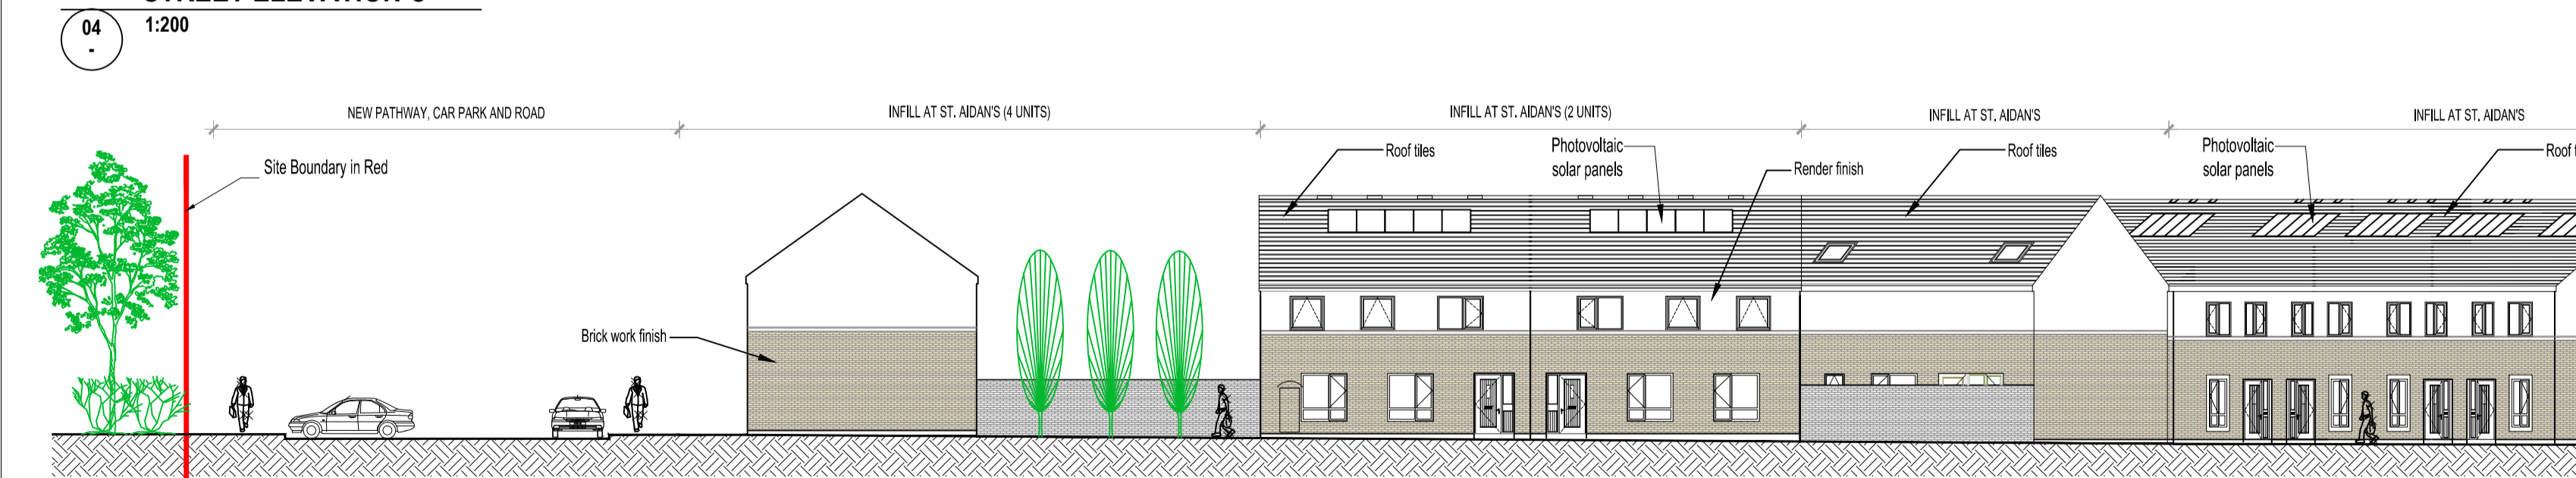 04
-
1:200
NEW PATHWAY, CAR PARK AND ROAD
INFILL AT ST. AIDAN'S (4 UNITS)
INFILL AT ST. AIDAN'S (2 UNITS)
INFILL AT ST. AIDAN'S
INFILL AT ST. AIDAN'S
Site Boundary in Red
Roof tiles
Photovoltaic
solar panels
Render finish
Roof tiles
Photovoltaic
solar panels
Roof
Brick work finish